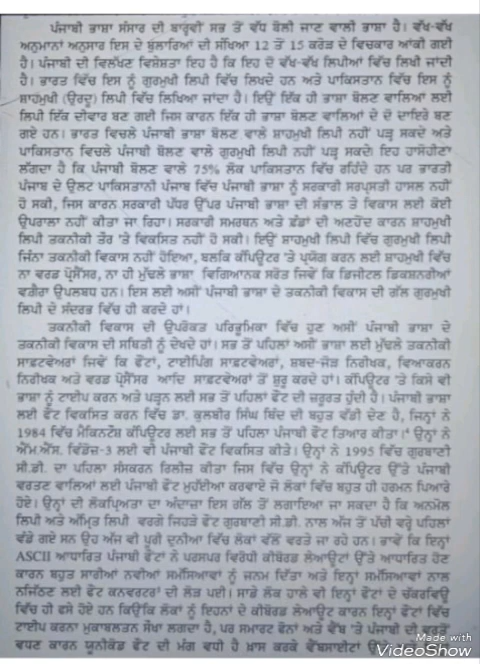 ਪੰਜਾਬੀ ਭਾਸ਼ਾ ਸੰਸਾਰ ਦੀ ਬਾਰ੍ਹਵੀਂ ਸਭ ਤੋਂ ਵੱਧ ਬੋਲੀ ਜਾਣ ਵਾਲੀ ਭਾਸ਼ਾ ਹੈ। ਵੱਖ-ਵੱਖ
ਅਨੁਮਾਨਾਂ ਅਨੁਸਾਰ ਇਸ ਦੇ ਬੁਲਾਰਿਆਂ ਦੀ ਸੰਖਿਆ 12 ਤੋਂ 15 ਕਰੋੜ ਦੇ ਵਿਚਕਾਰ ਆਂਕੀ ਗਈ
ਹੈ। ਪੰਜਾਬੀ ਦੀ ਵਿਲੱਖਣ ਵਿਸ਼ੇਸ਼ਤਾ ਇਹ ਹੈ ਕਿ ਇਹ ਦੋ ਵੱਖ-ਵੱਖ ਲਿਪੀਆਂ ਵਿੱਚ ਲਿਖੀ ਜਾਂਦੀ
ਹੈ। ਭਾਰਤ ਵਿੱਚ ਇਸ ਨੂੰ ਗੁਰਮੁਖੀ ਲਿਪੀ ਵਿੱਚ ਲਿਖਦੇ ਹਨ ਅਤੇ ਪਾਕਿਸਤਾਨ ਵਿੱਚ ਇਸ ਨੂੰ
ਸ਼ਾਹਮੁਖੀ (ਉਰਦੂ) ਲਿਪੀ ਵਿੱਚ ਲਿਖਿਆ ਜਾਂਦਾ ਹੈ। ਇਉਂ ਇੱਕ ਹੀ ਭਾਸ਼ਾ ਬੋਲਣ ਵਾਲਿਆਂ ਲਈ
ਲਿਪੀ ਇੱਕ ਦੀਵਾਰ ਬਣ ਗਈ ਜਿਸ ਕਾਰਨ ਇੱਕ ਹੀ ਭਾਸ਼ਾ ਬੋਲਣ ਵਾਲਿਆਂ ਦੇ ਦੋ ਦਾਇਰੇ ਬਣ
ਗਏ ਹਨ। ਭਾਰਤ ਵਿਚਲੇ ਪੰਜਾਬੀ ਭਾਸ਼ਾ ਬੋਲਣ ਵਾਲੇ ਸ਼ਾਹਮੁਖੀ ਲਿਪੀ ਨਹੀਂ ਪੜ੍ਹ ਸਕਦੇ ਅਤੇ
ਪਾਕਿਸਤਾਨ ਵਿਚਲੇ ਪੰਜਾਬੀ ਬੋਲਣ ਵਾਲੇ ਗੁਰਮੁਖੀ ਲਿਪੀ ਨਹੀਂ ਪੜ੍ਹ ਸਕਦੇ। ਇਹ ਹਾਸੋਹੀਣਾ
ਲੱਗਦਾ ਹੈ ਕਿ ਪੰਜਾਬੀ ਬੋਲਣ ਵਾਲੇ 75% ਲੋਕ ਪਾਕਿਸਤਾਨ ਵਿੱਚ ਰਹਿੰਦੇ ਹਨ ਪਰ ਭਾਰਤੀ
ਪੰਜਾਬ ਦੇ ਉਲਟ ਪਾਕਿਸਤਾਨੀ ਪੰਜਾਬ ਵਿੱਚ ਪੰਜਾਬੀ ਭਾਸ਼ਾ ਨੂੰ ਸਰਕਾਰੀ ਸਰਪ੍ਰਸਤੀ ਹਾਸਲ ਨਹੀਂ
ਹੋ ਸਕੀ, ਜਿਸ ਕਾਰਨ ਸਰਕਾਰੀ ਪੱਧਰ ਉੱਪਰ ਪੰਜਾਬੀ ਭਾਸ਼ਾ ਦੀ ਸੰਭਾਲ ਤੇ ਵਿਕਾਸ ਲਈ ਕੋਈ
ਉਪਰਾਲਾ ਨਹੀਂ ਕੀਤਾ ਜਾ ਰਿਹਾ। ਸਰਕਾਰੀ ਸਮਰਥਨ ਅਤੇ ਫ਼ੰਡਾਂ ਦੀ ਅਣਹੋਂਦ ਕਾਰਨ ਸ਼ਾਹਮੁਖੀ
ਲਿਪੀ ਤਕਨੀਕੀ ਤੌਰ 'ਤੇ ਵਿਕਸਿਤ ਨਹੀਂ ਹੋ ਸਕੀ। ਇਉਂ ਸ਼ਾਹਮੁਖੀ ਲਿਪੀ ਵਿੱਚ ਗੁਰਮੁਖੀ ਲਿਪੀ
ਜਿੰਨਾ ਤਕਨੀਕੀ ਵਿਕਾਸ ਨਹੀਂ ਹੋਇਆ, ਬਲਕਿ ਕੰਪਿਊਟਰ 'ਤੇ ਪ੍ਰਯੋਗ ਕਰਨ ਲਈ ਸ਼ਾਹਮੁਖੀ ਵਿੱਚ
ਨਾ ਵਰਡ ਪ੍ਰੋਸੈੱਸਰ, ਨਾ ਹੀ ਮੁੱਢਲੇ ਭਾਸ਼ਾ ਵਿਗਿਆਨਕ ਸਰੋਤ ਜਿਵੇਂ ਕਿ ਡਿਜੀਟਲ ਡਿਕਸ਼ਨਰੀਆਂ
ਵਗੈਰਾ ਉਪਲਬਧ ਹਨ। ਇਸ ਲਈ ਅਸੀਂ ਪੰਜਾਬੀ ਭਾਸ਼ਾ ਦੇ ਤਕਨੀਕੀ ਵਿਕਾਸ ਦੀ ਗੱਲ ਗੁਰਮੁਖੀ
ਲਿਪੀ ਦੇ ਸੰਦਰਭ ਵਿੱਚ ਹੀ ਕਰਦੇ ਹਾਂ।
ਤਕਨੀਕੀ ਵਿਕਾਸ ਦੀ ਉਪਰੋਕਤ ਪਰਿਭੂਮਿਕਾ ਵਿੱਚ ਹੁਣ ਅਸੀਂ ਪੰਜਾਬੀ ਭਾਸ਼ਾ ਦੇ
ਤਕਨੀਕੀ ਵਿਕਾਸ ਦੀ ਸਥਿਤੀ ਨੂੰ ਦੇਖਦੇ ਹਾਂ। ਸਭ ਤੋਂ ਪਹਿਲਾਂ ਅਸੀਂ ਭਾਸ਼ਾ ਲਈ ਮੁੱਢਲੇ ਤਕਨੀਕੀ
ਸਾਫ਼ਟਵੇਅਰਾਂ ਜਿਵੇਂ ਕਿ ਫੌਂਟਾਂ, ਟਾਈਪਿੰਗ ਸਾਫ਼ਟਵੇਅਰਾਂ, ਸ਼ਬਦ-ਜੋੜ ਨਿਰੀਖਕ, ਵਿਆਕਰਨ
ਨਿਰੀਖਕ ਅਤੇ ਵਰਡ ਪ੍ਰੋਸੈੱਸਰ ਆਦਿ ਸਾਫ਼ਟਵੇਅਰਾਂ ਤੋਂ ਸ਼ੁਰੂ ਕਰਦੇ ਹਾਂ। ਕੰਪਿਊਟਰ 'ਤੇ ਕਿਸੇ ਵੀ
ਭਾਸ਼ਾ ਨੂੰ ਟਾਈਪ ਕਰਨ ਅਤੇ ਪੜ੍ਹਨ ਲਈ ਸਭ ਤੋਂ ਪਹਿਲਾਂ ਫੌਂਟ ਦੀ ਜ਼ਰੂਰਤ ਹੁੰਦੀ ਹੈ। ਪੰਜਾਬੀ ਭਾਸ਼ਾ
ਲਈ ਫੌਂਟ ਵਿਕਸਿਤ ਕਰਨ ਵਿੱਚ ਡਾ. ਕੁਲਬੀਰ ਸਿੰਘ ਥਿੰਦ ਦੀ ਬਹੁਤ ਵੱਡੀ ਦੇਣ ਹੈ, ਜਿਨ੍ਹਾਂ ਨੇ
1984 ਵਿੱਚ ਮੈਕਿਨਟੌਸ਼ ਕੰਪਿਊਟਰ ਲਈ ਸਭ ਤੋਂ ਪਹਿਲਾ ਪੰਜਾਬੀ ਫੌਂਟ ਤਿਆਰ ਕੀਤਾ। ਉਨ੍ਹਾਂ ਨੇ
ਐੱਮ.ਐੱਸ. ਵਿੰਡੋਜ਼-3 ਲਈ ਵੀ ਪੰਜਾਬੀ ਫੌਂਟ ਵਿਕਸਿਤ ਕੀਤੇ। ਉਨ੍ਹਾਂ ਨੇ 1995 ਵਿੱਚ ਗੁਰਬਾਣੀ
ਸੀ.ਡੀ. ਦਾ ਪਹਿਲਾ ਸੰਸਕਰਨ ਰਿਲੀਜ਼ ਕੀਤਾ ਜਿਸ ਵਿੱਚ ਉਨ੍ਹਾਂ ਨੇ ਕੰਪਿਊਟਰ ਉੱਤੇ ਪੰਜਾਬੀ
ਵਰਤਣ ਵਾਲਿਆਂ ਲਈ ਪੰਜਾਬੀ ਫੌਂਟ ਮੁਹੱਈਆ ਕਰਵਾਏ ਜੋ ਲੋਕਾਂ ਵਿੱਚ ਬਹੁਤ ਹੀ ਹਰਮਨ ਪਿਆਰੇ
ਹੋਏ। ਉਨ੍ਹਾਂ ਦੀ ਲੋਕਪ੍ਰਿਅਤਾ ਦਾ ਅੰਦਾਜ਼ਾ ਇਸ ਗੱਲ ਤੋਂ ਲਗਾਇਆ ਜਾ ਸਕਦਾ ਹੈ ਕਿ ਅਨਮੋਲ
ਲਿਪੀ ਅਤੇ ਅੰਮ੍ਰਿਤ ਲਿਪੀ ਵਰਗੇ ਜਿਹੜੇ ਫੌਂਟ ਗੁਰਬਾਣੀ ਸੀ.ਡੀ. ਨਾਲ ਅੱਜ ਤੋਂ ਪੱਚੀ ਵਰ੍ਹੇ ਪਹਿਲਾਂ
ਵੰਡੇ ਗਏ ਸਨ ਉਹ ਅੱਜ ਵੀ ਪੂਰੀ ਦੁਨੀਆ ਵਿੱਚ ਲੋਕਾਂ ਵੱਲੋਂ ਵਰਤੇ ਜਾ ਰਹੇ ਹਨ। ਭਾਵੇਂ ਕਿ ਇਨ੍ਹਾਂ
ASCII ਆਧਾਰਿਤ ਪੰਜਾਬੀ ਫੌਂਟਾਂ ਨੇ ਪਰਸਪਰ ਵਿਰੋਧੀ ਕੀਬੋਰਡ ਲੇਆਊਟਾਂ ਉੱਤੇ ਆਧਾਰਿਤ ਹੋਣ
ਕਾਰਨ ਬਹੁਤ ਸਾਰੀਆਂ ਨਵੀਆਂ ਸਮੱਸਿਆਵਾਂ ਨੂੰ ਜਨਮ ਦਿੱਤਾ ਅਤੇ ਇਨ੍ਹਾਂ ਸਮੱਸਿਆਵਾਂ ਨਾਲ
ਨਜਿੱਠਣ ਲਈ ਫੌਂਟ ਕਨਵਰਟਰਾਂ ਦੀ ਲੋੜ ਪਈ। ਸਾਡੇ ਲੋਕ ਹਾਲੇ ਵੀ ਇਨ੍ਹਾਂ ਫੌਂਟਾਂ ਦੇ ਚੱਕਰਵਿਊ
ਵਿੱਚ ਹੀ ਫਸੇ ਹੋਏ ਹਨ ਕਿਉਂਕਿ ਲੋਕਾਂ ਨੂੰ ਇਹਨਾਂ ਦੇ ਕੀਬੋਰਡ ਲੇਆਊਟ ਕਾਰਨ ਇਨ੍ਹਾਂ ਫੌਂਟਾਂ ਵਿੱਚ
ਟਾਈਪ ਕਰਨਾ ਮੁਕਾਬਲਤਨ ਸੌਖਾ ਲਗਦਾ ਹੈ, ਪਰ ਸਮਾਰਟ ਫੋਨਾਂ ਅਤੇ ਵੈੱਬ 'ਤੇ ਪੰਜਾਬੀ ਦੀ ਵਰਤੋਂ
ਵਧਣ ਕਾਰਨ ਯੂਨੀਕੋਡ ਫੌਂਟ ਦੀ ਮੰਗ ਵਧੀ ਹੈ ਖ਼ਾਸ ਕਰਕੇ ਵੈੱਬਸਾਈਟਾਂ ਉੱਤੇ
Made with
VideoShow